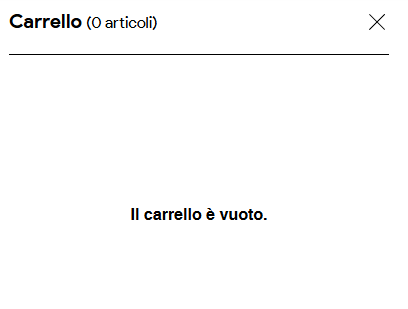 Carrello (0 articoli)
Il carrello è vuoto.